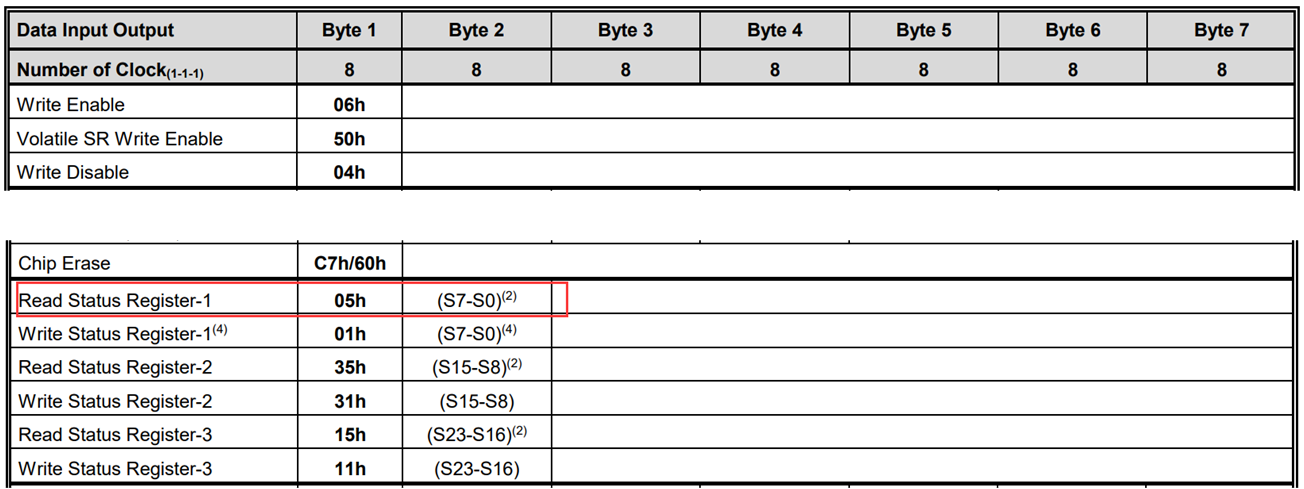 Data Input Output Byte 1 Byte 2 Byte 3 Byte 4 Byte 5 Byte 6 Byte 7
Number of Clock(1-1-1) 8 8 8 8 8 8 8
Write Enable 06h
Volatile SR Write Enable 50h
Write Disable 04h
Chip Erase C7h/60h
Read Status Register-1 05h (S7-S0)(2)
Write Status Register-1(4) 01h (S7-S0)(4)
Read Status Register-2 35h (S15-S8)(2)
Write Status Register-2 31h (S15-S8)
Read Status Register-3 15h (S23-S16)(2)
Write Status Register-3 11h (S23-S16)